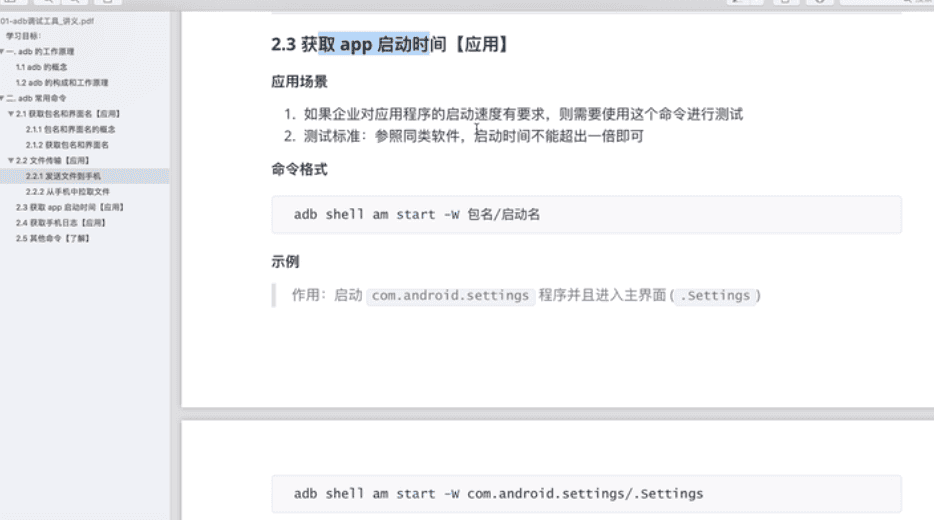 01-adb调试工具_讲义.pdf
学习目标:
一. adb 的工作原理
1.1 adb 的概念
1.2 adb 的构成和工作原理
二. adb 常用命令
2.1 获取包名和界面名【应用】
2.1.1 包名和界面名的概念
2.1.2 获取包名和界面名
2.2 文件传输【应用】
2.2.1 发送文件到手机
2.2.2 从手机中拉取文件
2.3 获取 app 启动时间【应用】
2.4 获取手机日志【应用】
2.5 其他命令【了解】
2.3 获取 app 启动时间【应用】
应用场景
1. 如果企业对应用程序的启动速度有要求，则需要使用这个命令进行测试
2. 测试标准：参照同类软件，启动时间不能超出一倍即可
命令格式
adb shell am start -W 包名/启动名
示例
作用：启动 com.android.settings 程序并且进入主界面 ( .Settings )
adb shell am start -W com.android.settings/.Settings